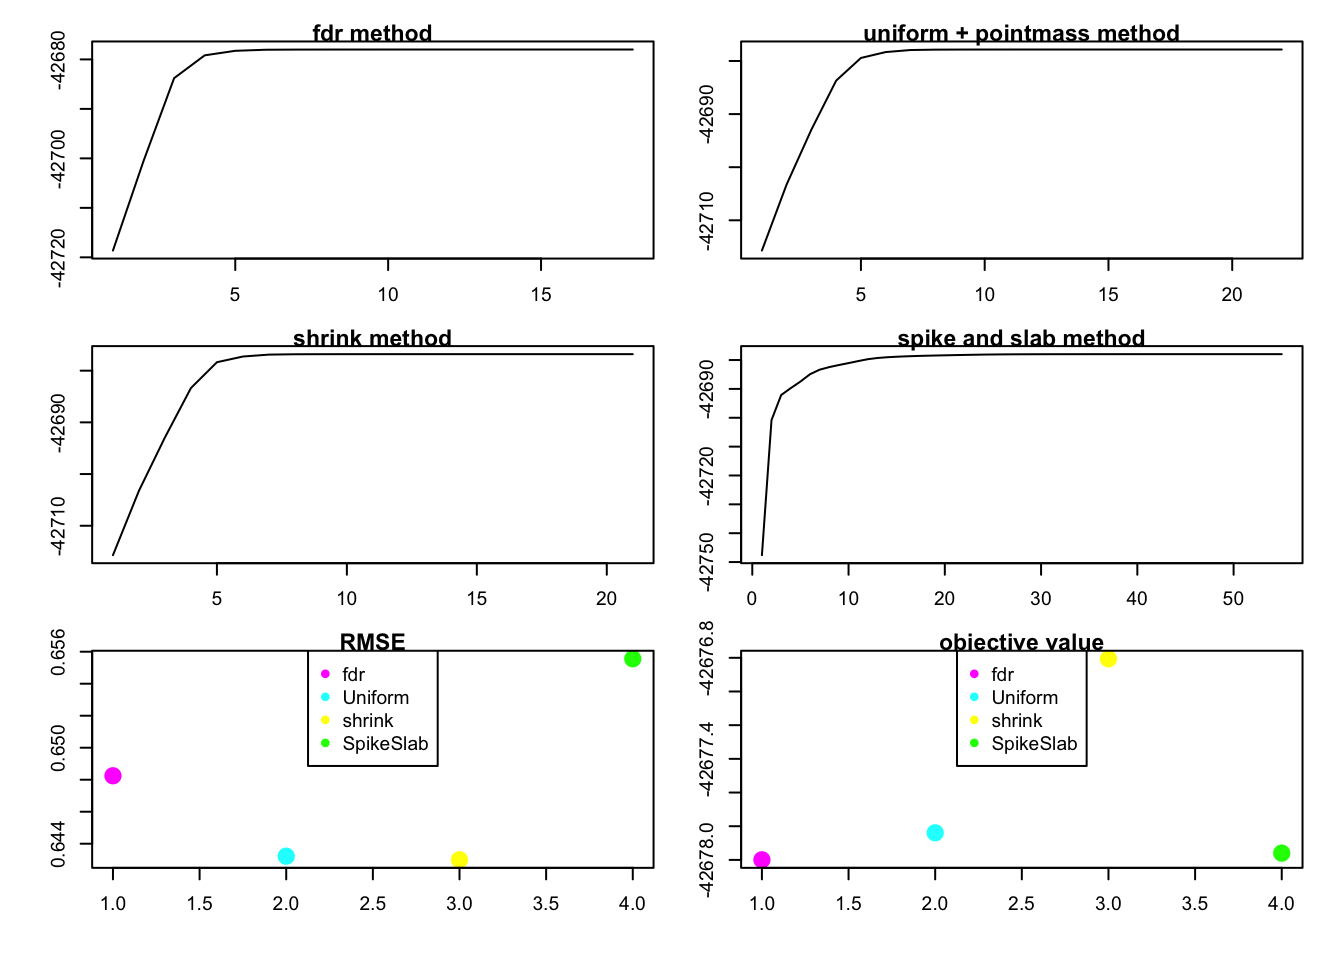 fdr method
-42680
-42700
-42720
5 10 15
uniform + pointmass method
-42690
-42710
5 10 15 20
shrink method
-42690
-42710
5 10 15 20
spike and slab method
-42690
-42720
-42750
0 10 20 30 40 50
RMSE
0.656
0.650
0.644
fdr
Uniform
shrink
SpikeSlab
1.0 1.5 2.0 2.5 3.0 3.5 4.0
objective value
-42676.8
-42677.4
-42678.0
fdr
Uniform
shrink
SpikeSlab
1.0 1.5 2.0 2.5 3.0 3.5 4.0